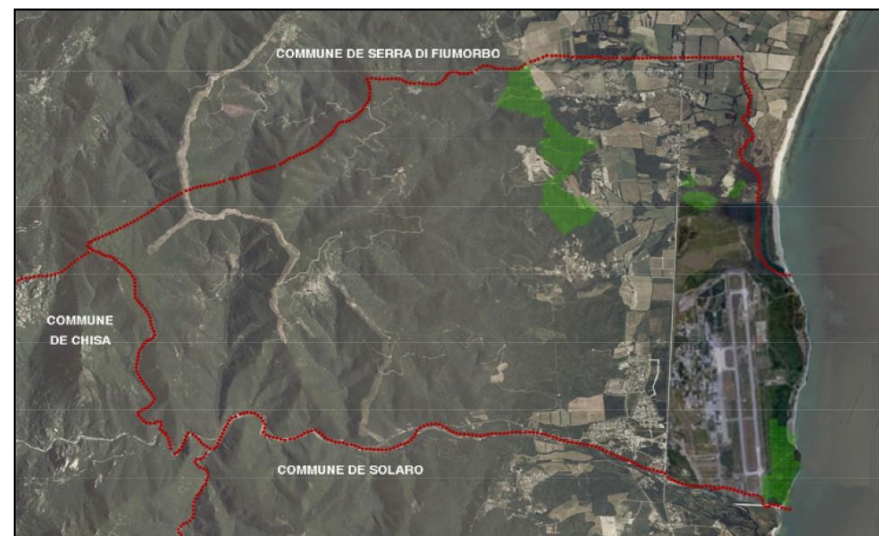 COMMUNE DE SERRA DI FIUMORBO
COMMUNE
DE CHISA
COMMUNE DE SOLARO